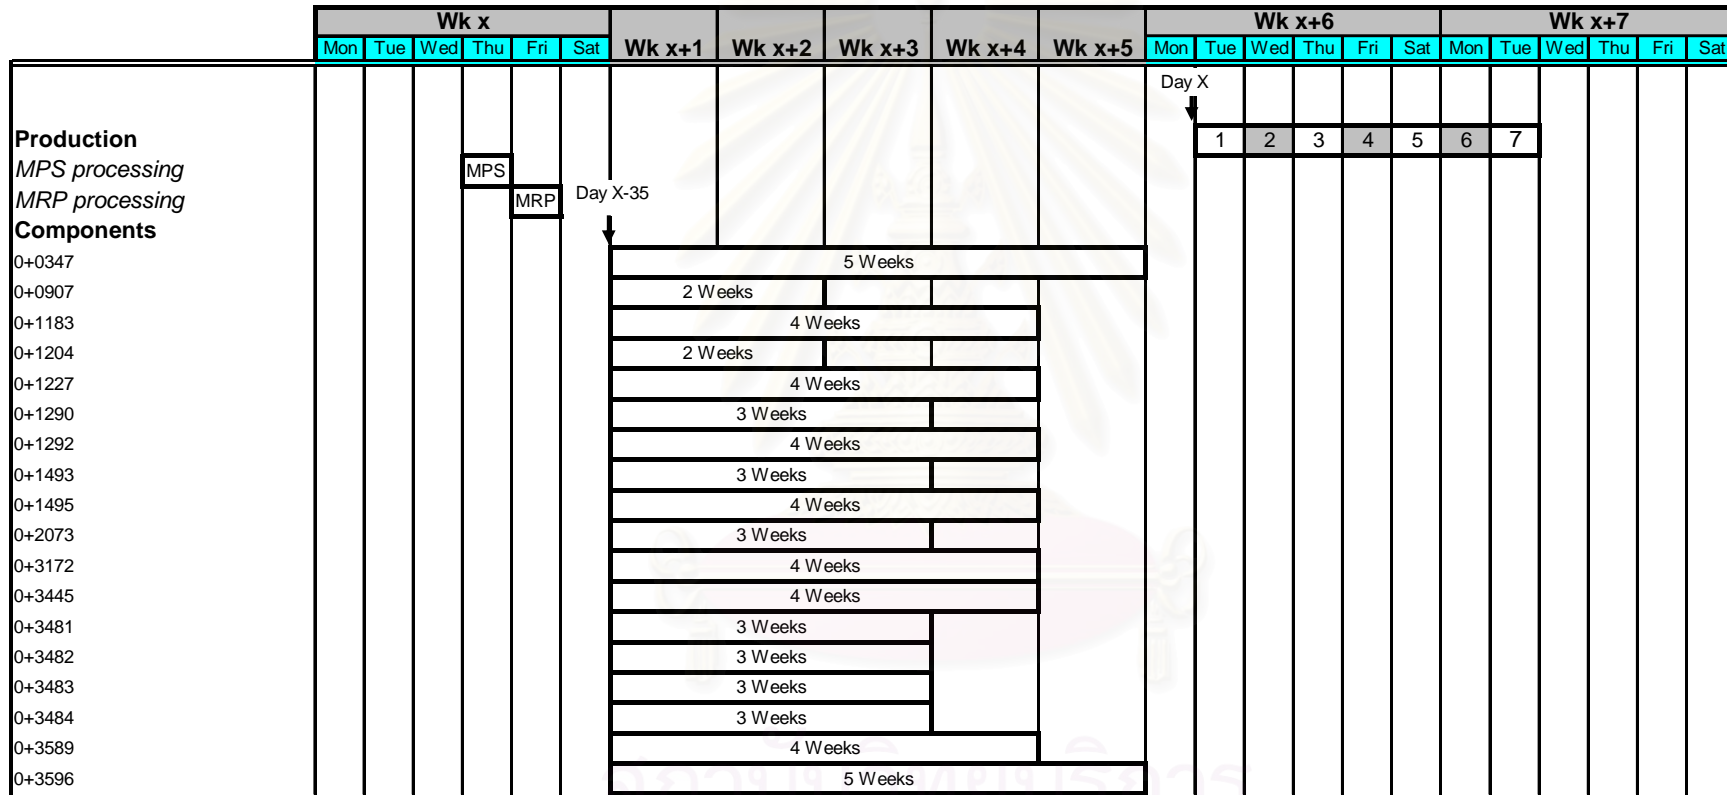 Wk x Wk x+6 Wk x+7
Mon Tue Wed Thu Fri Sat Wk x+1 Wk x+2 Wk x+3 Wk x+4 Wk x+5 Mon Tue Wed Thu Fri Sat Mon Tue Wed Thu Fri Sat
Day X
Production 1 2 3 4 5 6 7
MPS processing MPS
MRP processing MRP Day X-35
Components
0+0347 5 Weeks
0+0907 2 Weeks
0+1183 4 Weeks
0+1204 2 Weeks
0+1227 4 Weeks
0+1290 3 Weeks
0+1292 4 Weeks
0+1493 3 Weeks
0+1495 4 Weeks
0+2073 3 Weeks
0+3172 4 Weeks
0+3445 4 Weeks
0+3481 3 Weeks
0+3482 3 Weeks
0+3483 3 Weeks
0+3484 3 Weeks
0+3589 4 Weeks
0+3596 5 Weeks